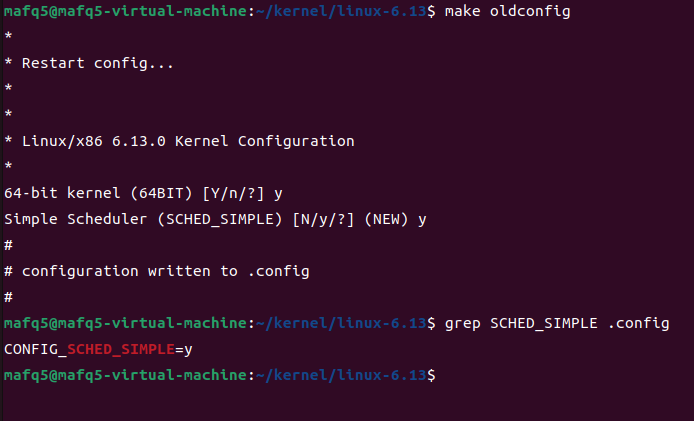 mafq5@mafq5-virtual-machine:~/kernel/linux-6.13$ make oldconfig
*
* Restart config...
*
*
* Linux/x86 6.13.0 Kernel Configuration
*
64-bit kernel (64BIT) [Y/n/?] y
Simple Scheduler (SCHED_SIMPLE) [N/y/?] (NEW) y
#
# configuration written to .config
#
mafq5@mafq5-virtual-machine:~/kernel/linux-6.13$ grep SCHED_SIMPLE .config
CONFIG_SCHED_SIMPLE=y
mafq5@mafq5-virtual-machine:~/kernel/linux-6.13$